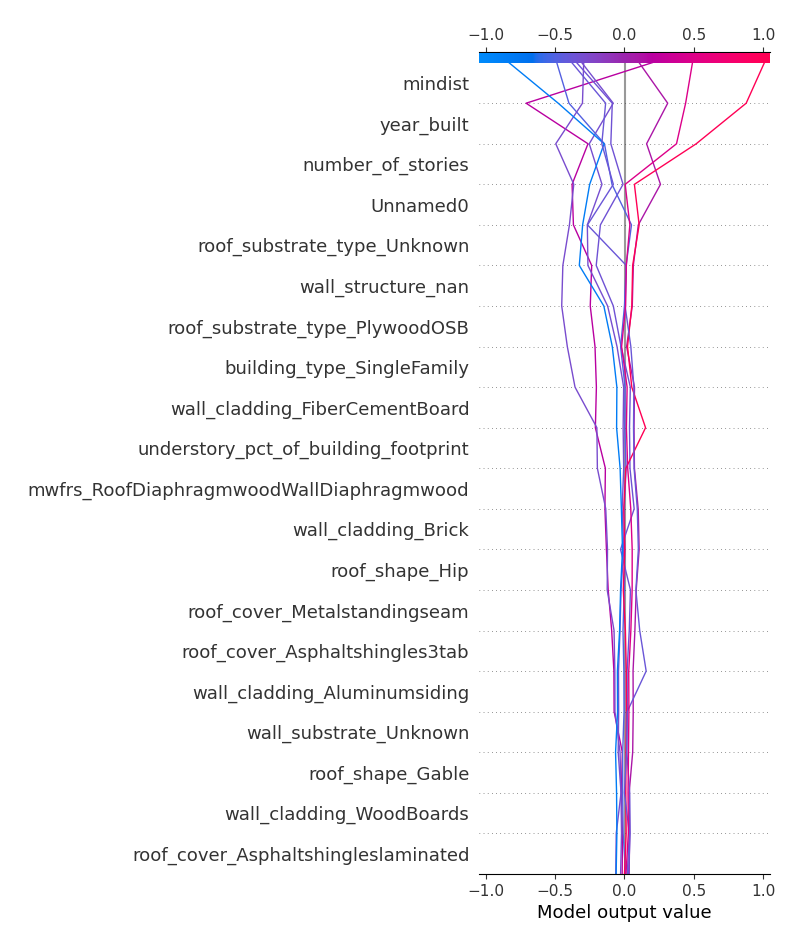 −1.0 −0.5 0.0 0.5 1.0
mindist
year_built
number_of_stories
Unnamed0
roof_substrate_type_Unknown
wall_structure_nan
roof_substrate_type_PlywoodOSB
building_type_SingleFamily
wall_cladding_FiberCementBoard
understory_pct_of_building_footprint
mwfrs_RoofDiaphragmwoodWallDiaphragmwood
wall_cladding_Brick
roof_shape_Hip
roof_cover_Metalstandingseam
roof_cover_Asphaltshingles3tab
wall_cladding_Aluminumsiding
wall_substrate_Unknown
roof_shape_Gable
wall_cladding_WoodBoards
roof_cover_Asphaltshingleslaminated
−1.0 −0.5 0.0 0.5 1.0
Model output value